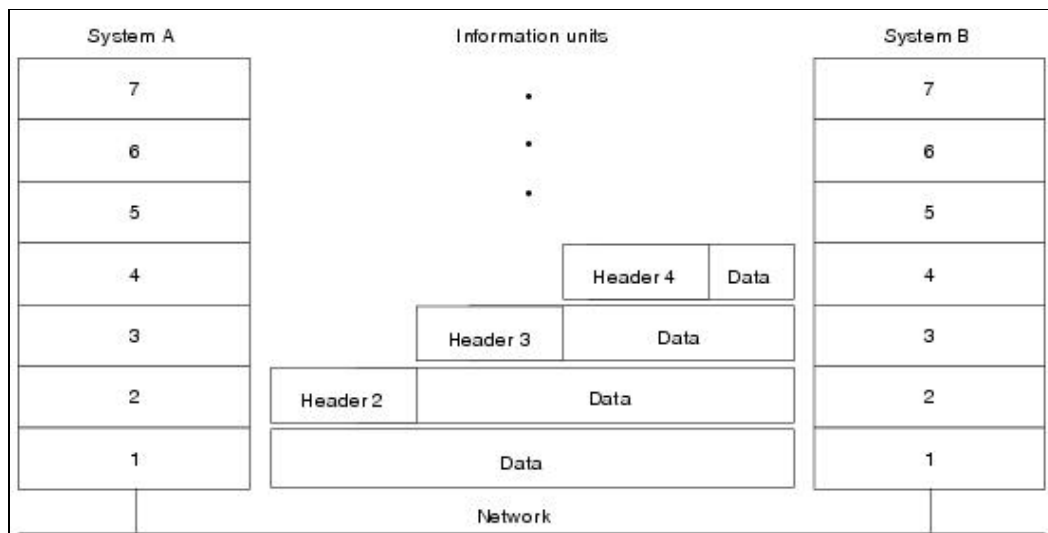 System A Information units System B
7 7
6 6
5 5
4 Header 4 Data 4
3 Header 3 Data 3
2 Header 2 Data 2
1 Data 1
Network